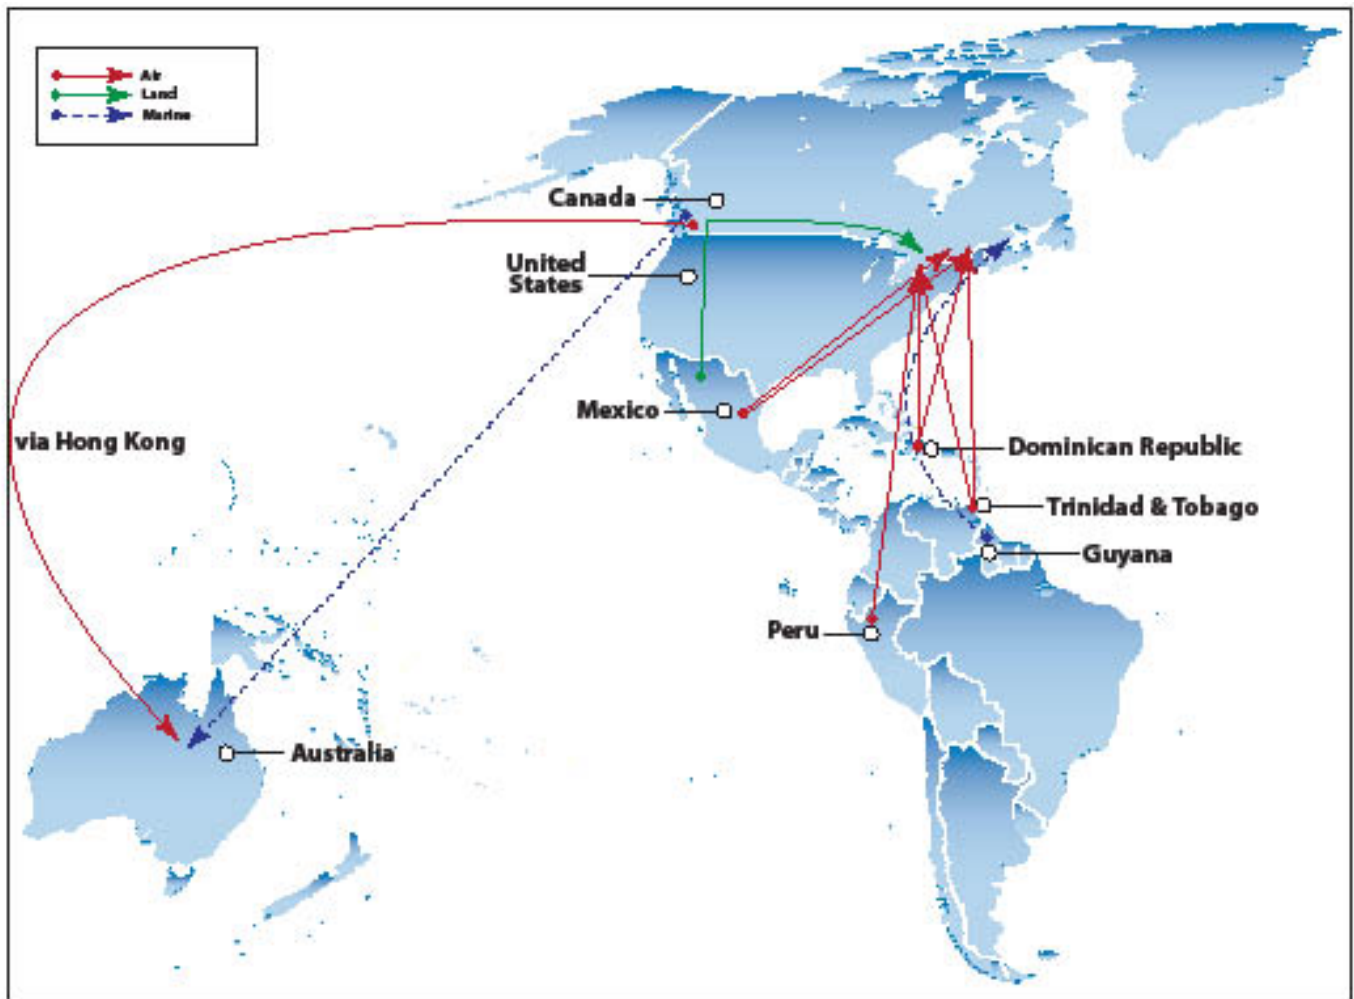 Air
Land
Marine
Canada
United
States
Mexico
via Hong Kong
Dominican Republic
Trinidad & Tobago
Guyana
Peru
Australia